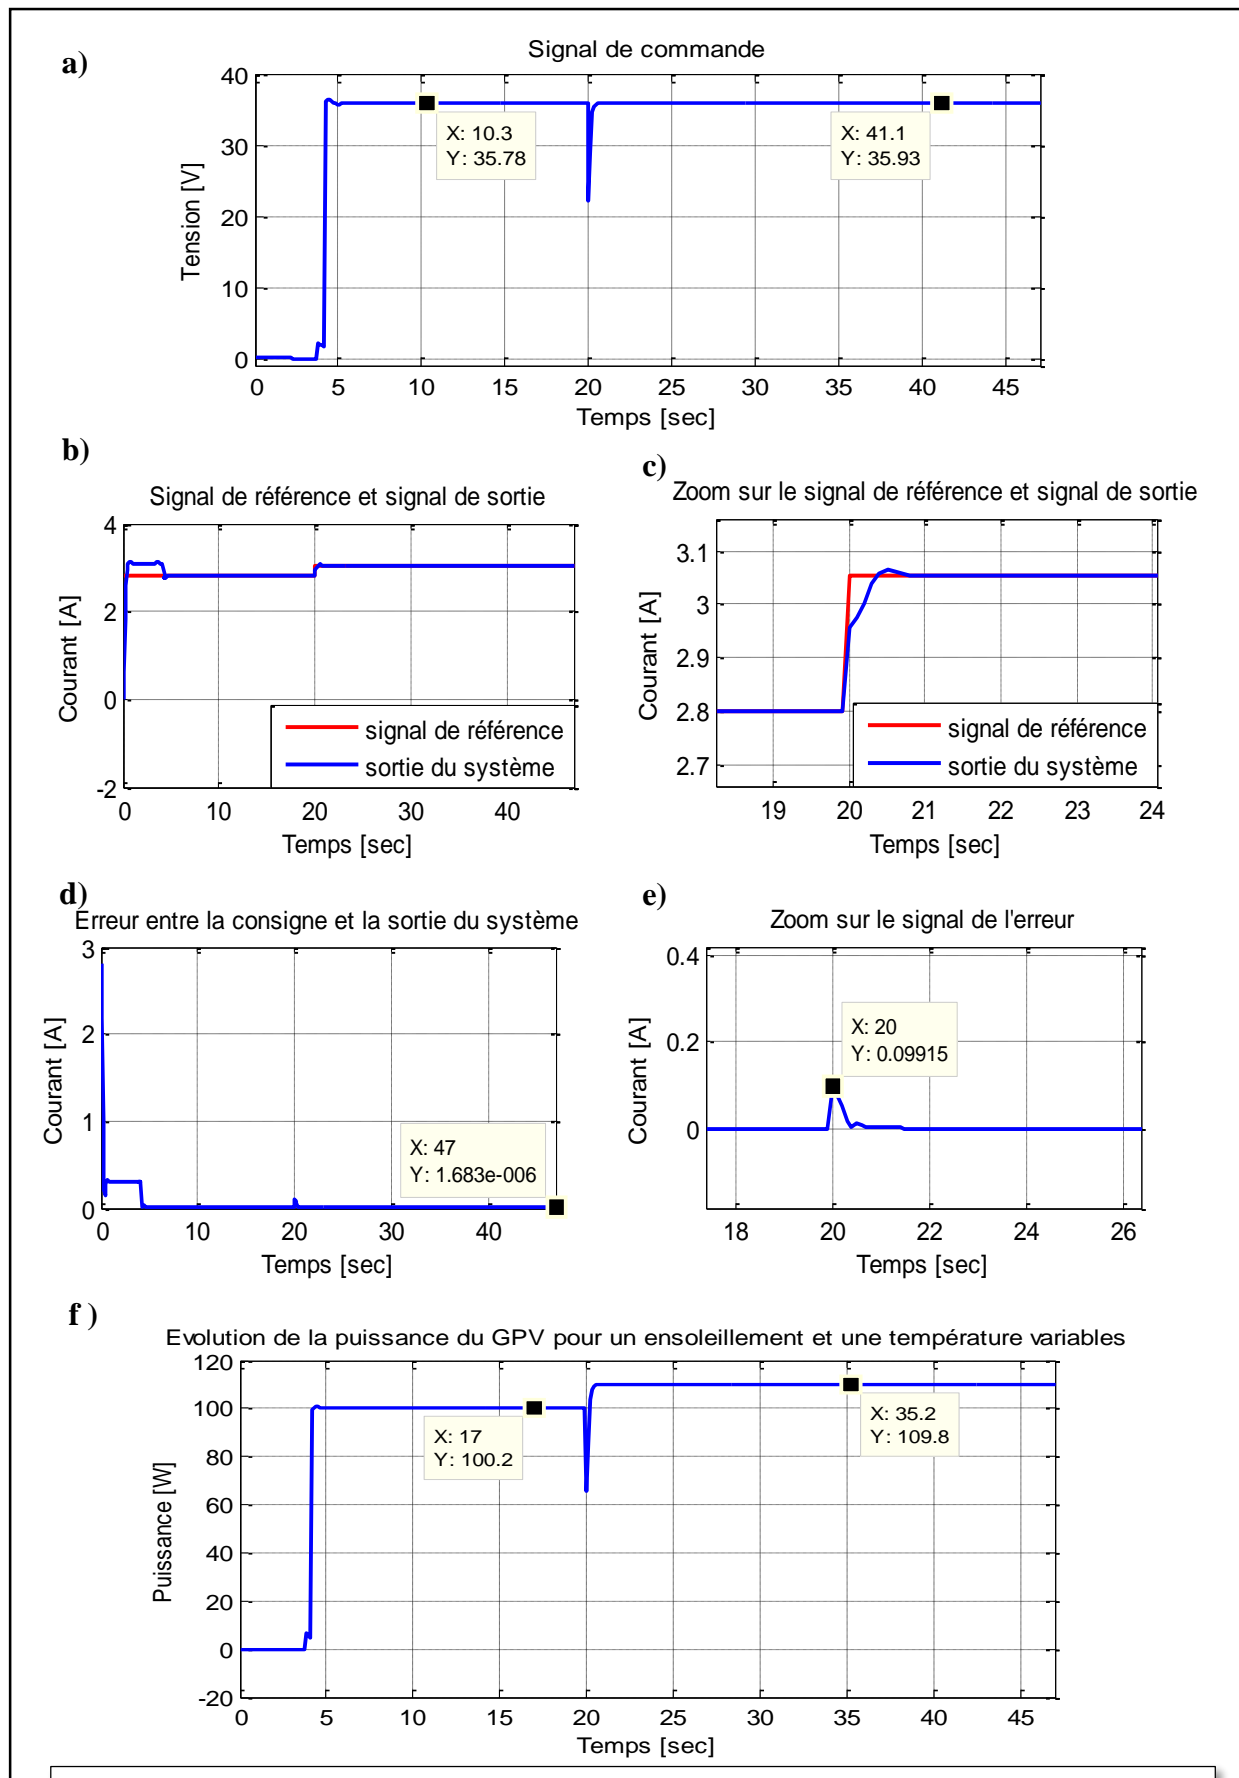 a)
Signal de commande
40
30
20
10
0
Tension [V]
X: 10.3
Y: 35.78
X: 41.1
Y: 35.93
0 5 10 15 20 25 30 35 40 45
Temps [sec]
b)
Signal de référence et signal de sortie
4
2
0
-2
Courant [A]
signal de référence
sortie du système
0 10 20 30 40
Temps [sec]
c)
Zoom sur le signal de référence et signal de sortie
3.1
3
2.9
2.8
2.7
Courant [A]
signal de référence
sortie du système
19 20 21 22 23 24
Temps [sec]
d)
Erreur entre la consigne et la sortie du système
3
2
1
0
Courant [A]
X: 47
Y: 1.683e-006
0 10 20 30 40
Temps [sec]
e)
Zoom sur le signal de l'erreur
0.4
0.2
0
Courant [A]
X: 20
Y: 0.09915
18 20 22 24 26
Temps [sec]
f )
Evolution de la puissance du GPV pour un ensoleillement et une température variables
120
100
80
60
40
20
0
-20
Puissance [W]
X: 17
Y: 100.2
X: 35.2
Y: 109.8
0 5 10 15 20 25 30 35 40 45
Temps [sec]